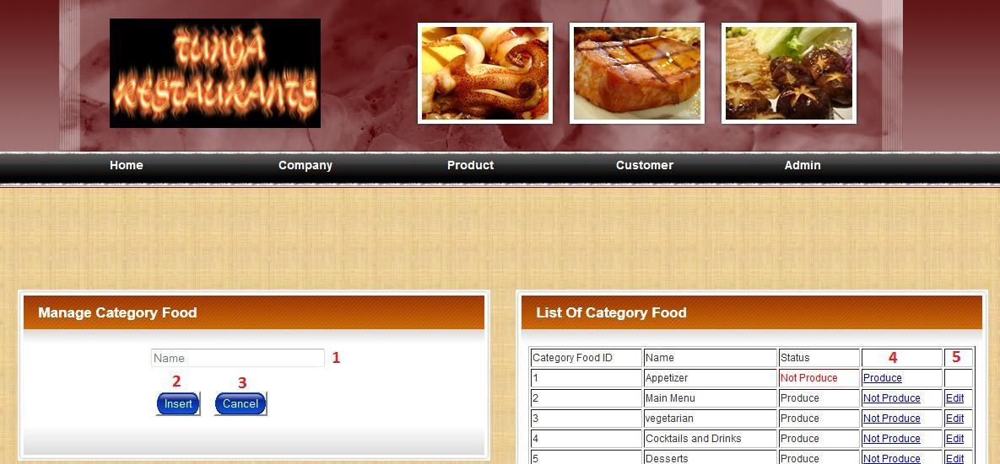 TUNGA
RESTAURANTS
Home Company Product Customer Admin
Manage Category Food
Name 1
2 3
Insert Cancel
List Of Category Food
Category Food ID Name Status 4 5
1 Appetizer Not Produce Produce
2 Main Menu Produce Not Produce Edit
3 vegetarian Produce Not Produce Edit
4 Cocktails and Drinks Produce Not Produce Edit
5 Desserts Produce Not Produce Edit